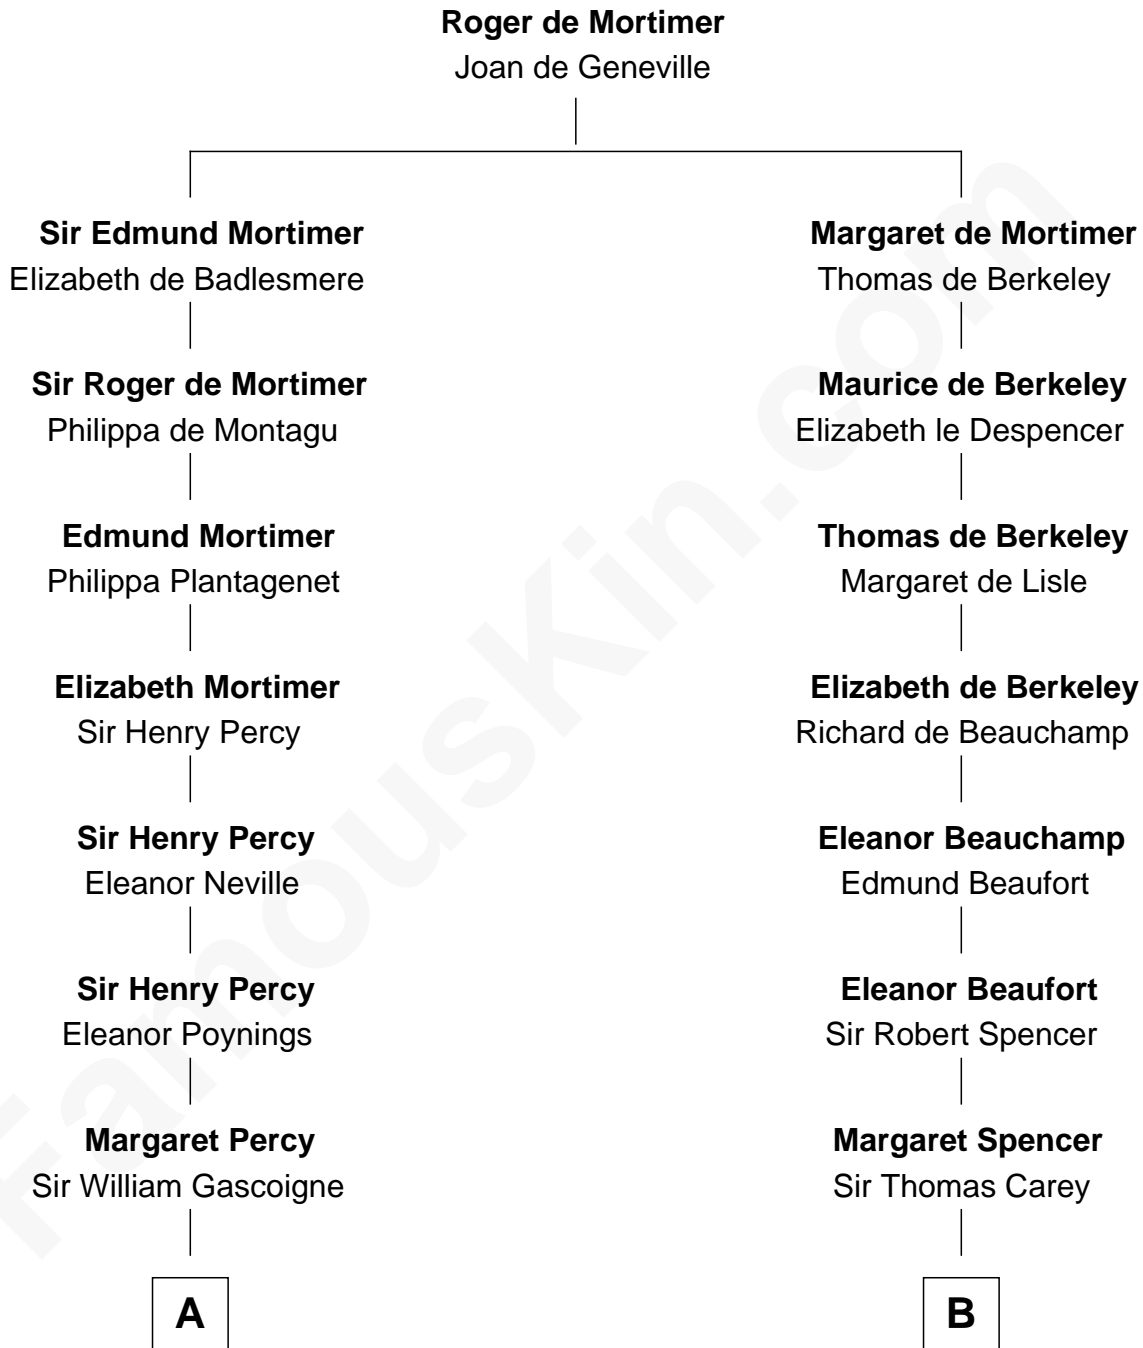 Roger de Mortimer
Joan de Geneville
Sir Edmund Mortimer
Elizabeth de Badlesmere
Margaret de Mortimer
Thomas de Berkeley
Sir Roger de Mortimer
Philippa de Montagu
Maurice de Berkeley
Elizabeth le Despencer
Edmund Mortimer
Philippa Plantagenet
Thomas de Berkeley
Margaret de Lisle
Elizabeth Mortimer
Sir Henry Percy
Elizabeth de Berkeley
Richard de Beauchamp
Sir Henry Percy
Eleanor Neville
Eleanor Beauchamp
Edmund Beaufort
Sir Henry Percy
Eleanor Poynings
Eleanor Beaufort
Sir Robert Spencer
Margaret Percy
Sir William Gascoigne
Margaret Spencer
Sir Thomas Carey
A
B
FamousKin.com